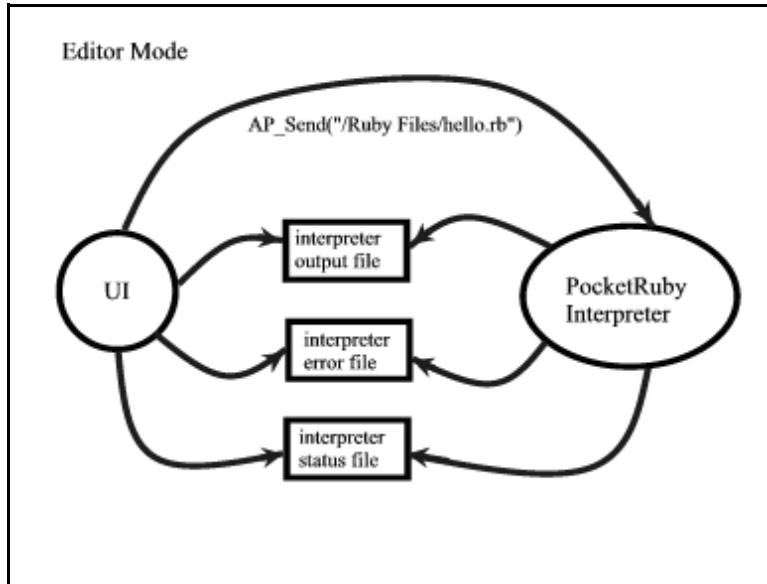 Editor Mode
AP_Send("/Ruby Files/hello.rb")
interpreter
output file
UI
PocketRuby
Interpreter
interpreter
error file
interpreter
status file